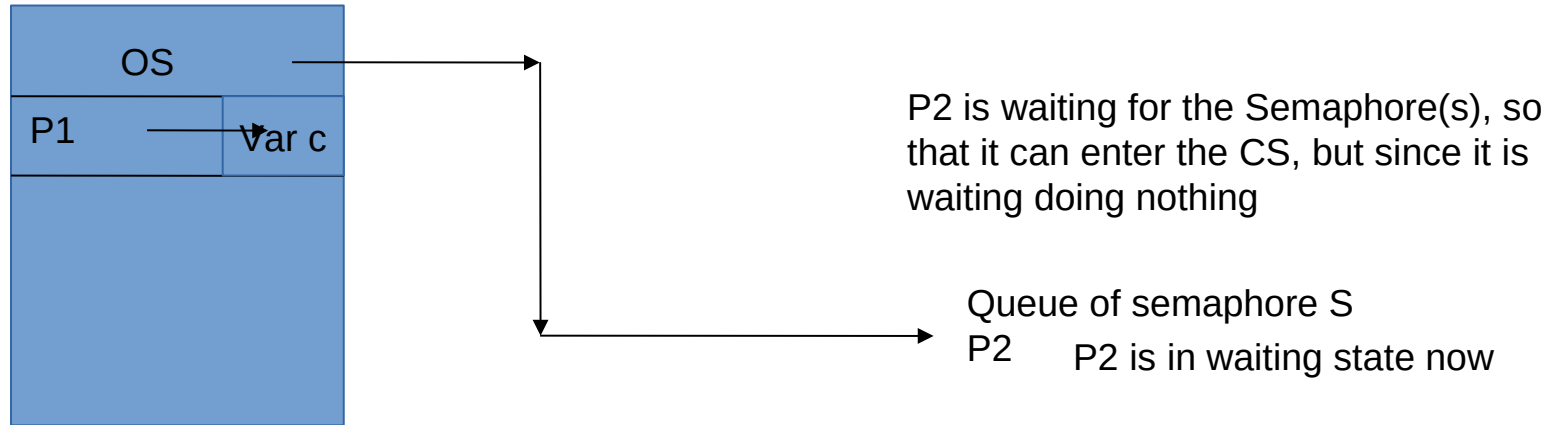 OS
P1
Var c
P2 is waiting for the Semaphore(s), so
that it can enter the CS, but since it is
waiting doing nothing
Queue of semaphore S
P2
P2 is in waiting state now